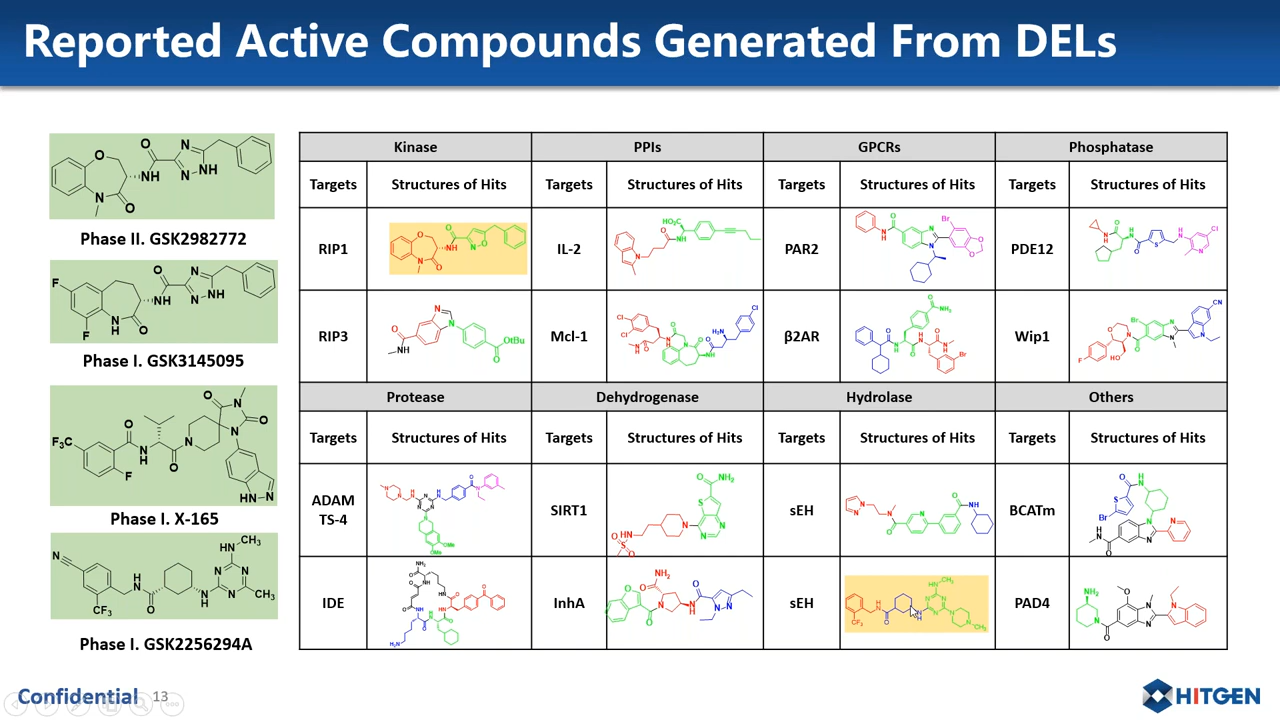 Reported Active Compounds Generated From DELs
Phase II. GSK2982772
Phase I. GSK3145095
Phase I. X-165
Phase I. GSK2256294A
Kinase PPIs GPCRs Phosphatase
Targets Structures of Hits Targets Structures of Hits Targets Structures of Hits Targets Structures of Hits
RIP1 IL-2 PAR2 PDE12
RIP3 Mcl-1 β2AR Wip1
Protease Dehydrogenase Hydrolase Others
Targets Structures of Hits Targets Structures of Hits Targets Structures of Hits Targets Structures of Hits
ADAM
TS-4 SIRT1 sEH BCATm
IDE InhA sEH PAD4
Confidential 13
HITGEN